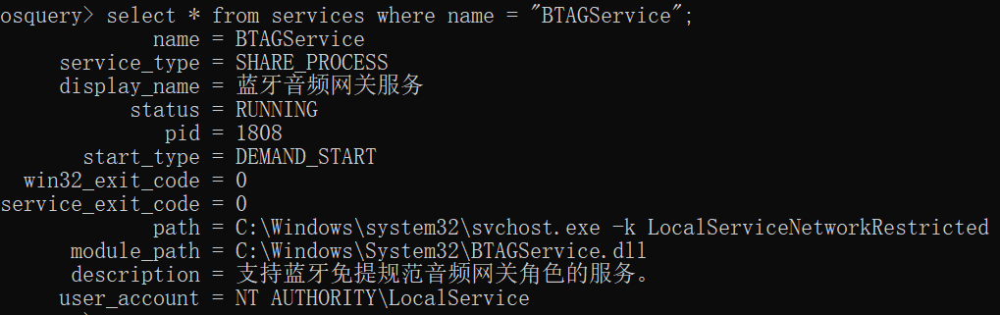 osquery> select * from services where name = "BTAGService";
name = BTAGService
service_type = SHARE_PROCESS
display_name = 蓝牙音频网关服务
status = RUNNING
pid = 1808
start_type = DEMAND_START
win32_exit_code = 0
service_exit_code = 0
path = C:\Windows\system32\svchost.exe -k LocalServiceNetworkRestricted
module_path = C:\Windows\System32\BTAGService.dll
description = 支持蓝牙免提规范音频网关角色的服务。
user_account = NT AUTHORITY\LocalService